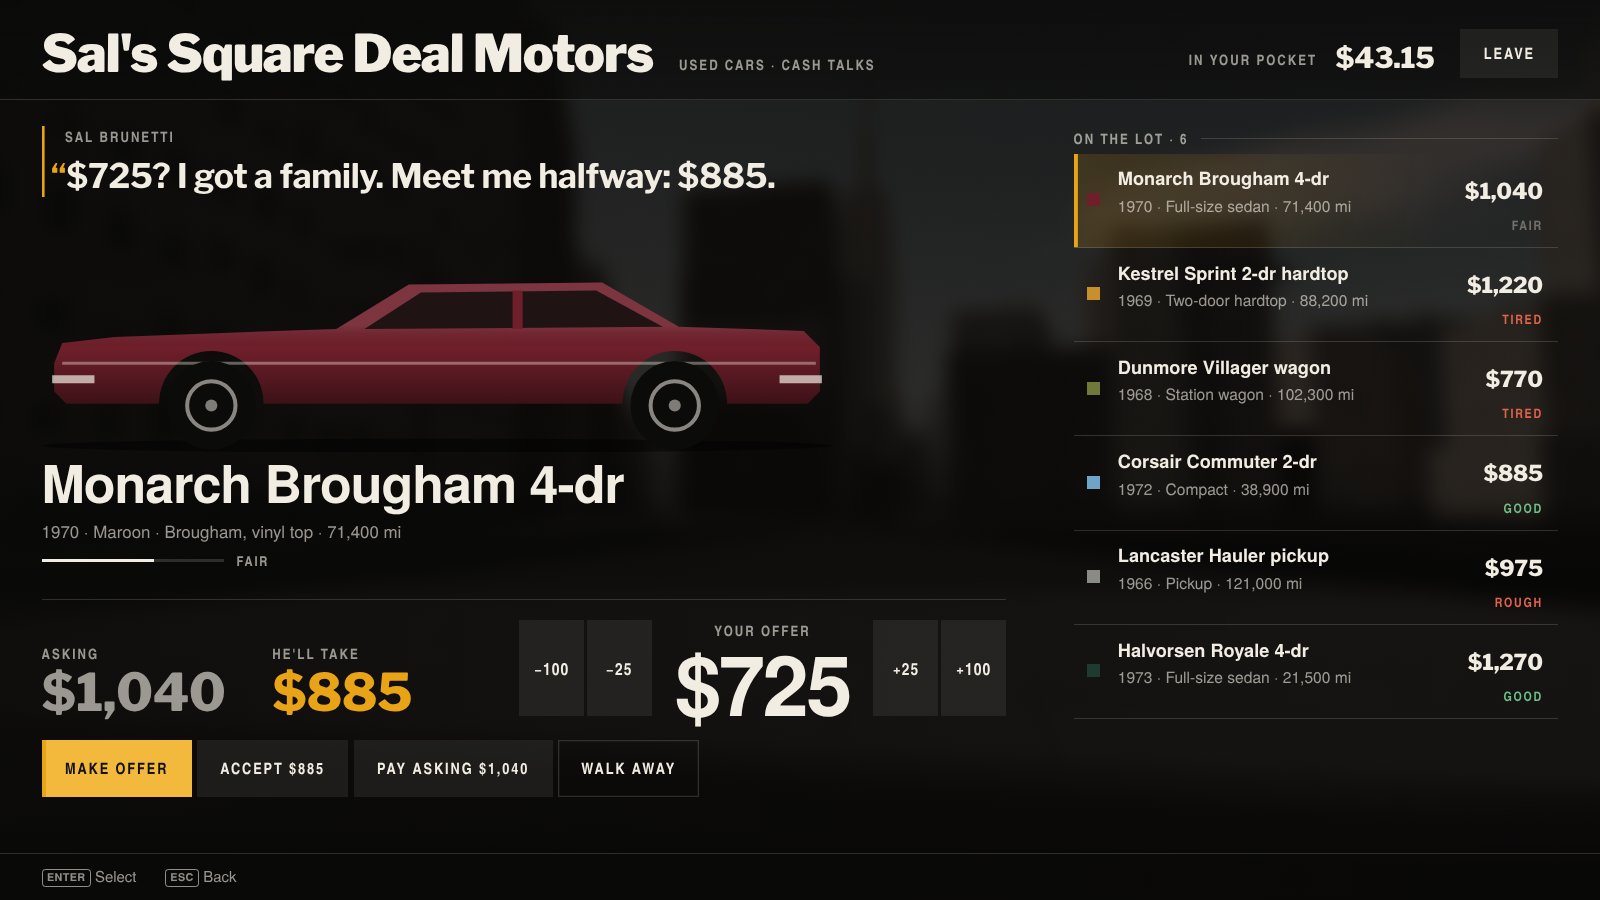 Sal's Square Deal Motors
USED CARS · CASH TALKS
IN YOUR POCKET $43.15
LEAVE
SAL BRUNETTI
“$725? I got a family. Meet me halfway: $885.
Monarch Brougham 4-dr
1970 · Maroon · Brougham, vinyl top · 71,400 mi
FAIR
ASKING
$1,040
HE'LL TAKE
$885
−100
−25
YOUR OFFER
$725
+25
+100
MAKE OFFER
ACCEPT $885
PAY ASKING $1,040
WALK AWAY
ON THE LOT · 6
Monarch Brougham 4-dr
1970 · Full-size sedan · 71,400 mi
$1,040
FAIR
Kestrel Sprint 2-dr hardtop
1969 · Two-door hardtop · 88,200 mi
$1,220
TIRED
Dunmore Villager wagon
1968 · Station wagon · 102,300 mi
$770
TIRED
Corsair Commuter 2-dr
1972 · Compact · 38,900 mi
$885
GOOD
Lancaster Hauler pickup
1966 · Pickup · 121,000 mi
$975
ROUGH
Halvorsen Royale 4-dr
1973 · Full-size sedan · 21,500 mi
$1,270
GOOD
ENTER Select
ESC Back